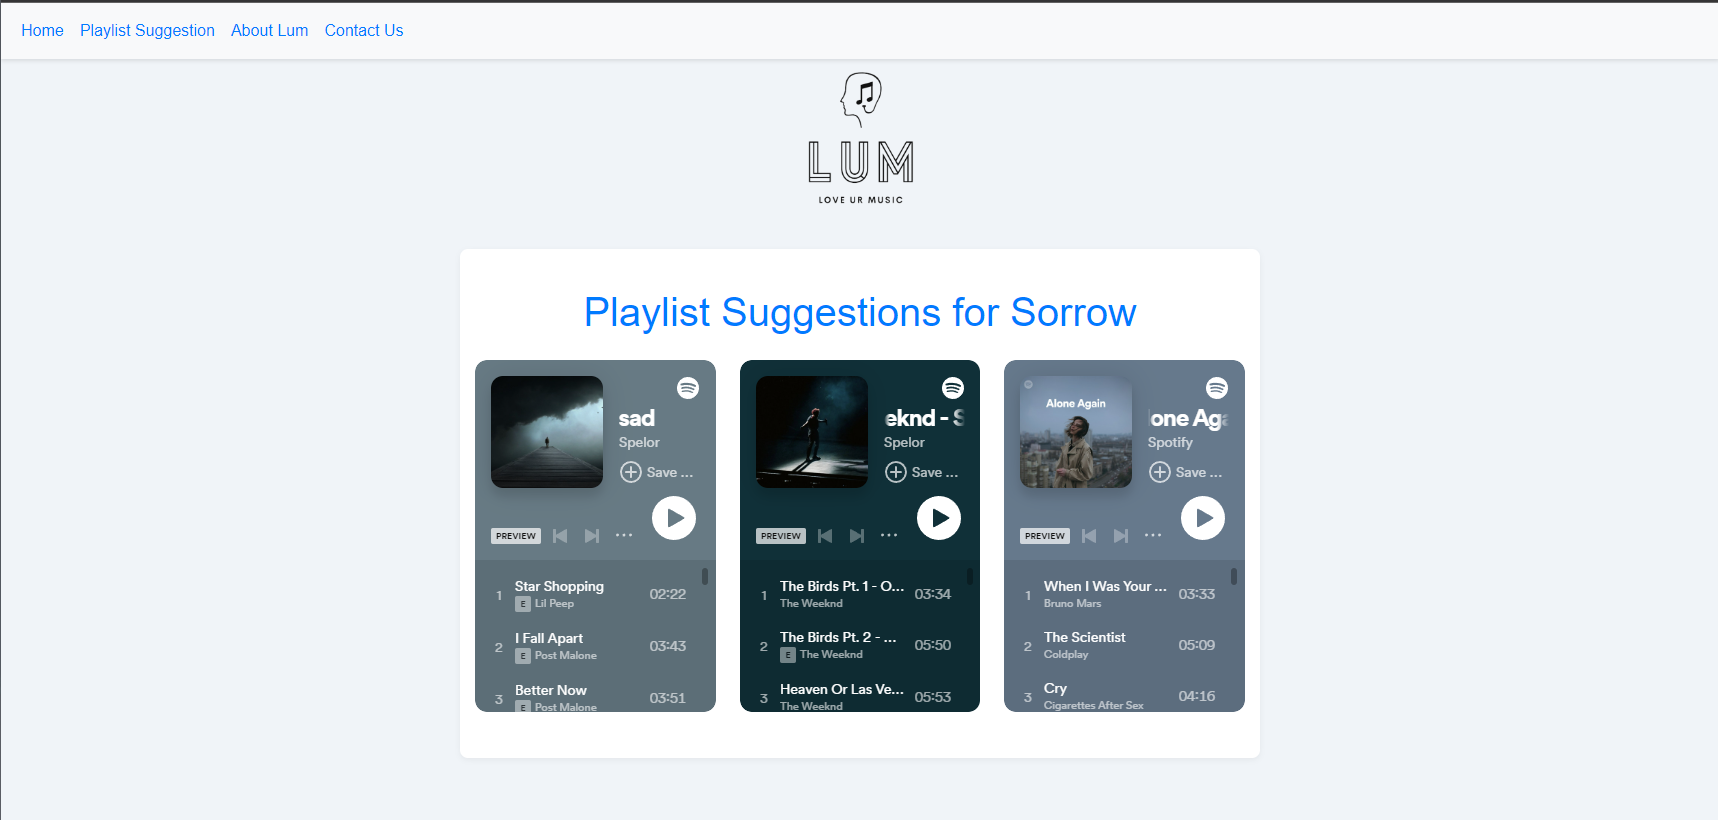 Home Playlist Suggestion About Lum Contact Us
LUM
LOVE UR MUSIC
Playlist Suggestions for Sorrow
sad
Spelor
Save ...
PREVIEW
1 Star Shopping 02:22
E Lil Peep
2 I Fall Apart 03:43
E Post Malone
3 Better Now 03:51
E Post Malone
eknd - S
Spelor
Save ...
PREVIEW
1 The Birds Pt. 1 - O... 03:34
The Weeknd
2 The Birds Pt. 2 - ... 05:50
E The Weeknd
3 Heaven Or Las Ve... 05:53
The Weeknd
Alone Again
lone Aga
Spotify
Save ...
PREVIEW
1 When I Was Your ... 03:33
Bruno Mars
2 The Scientist 05:09
Coldplay
3 Cry 04:16
Cigarettes After Sex